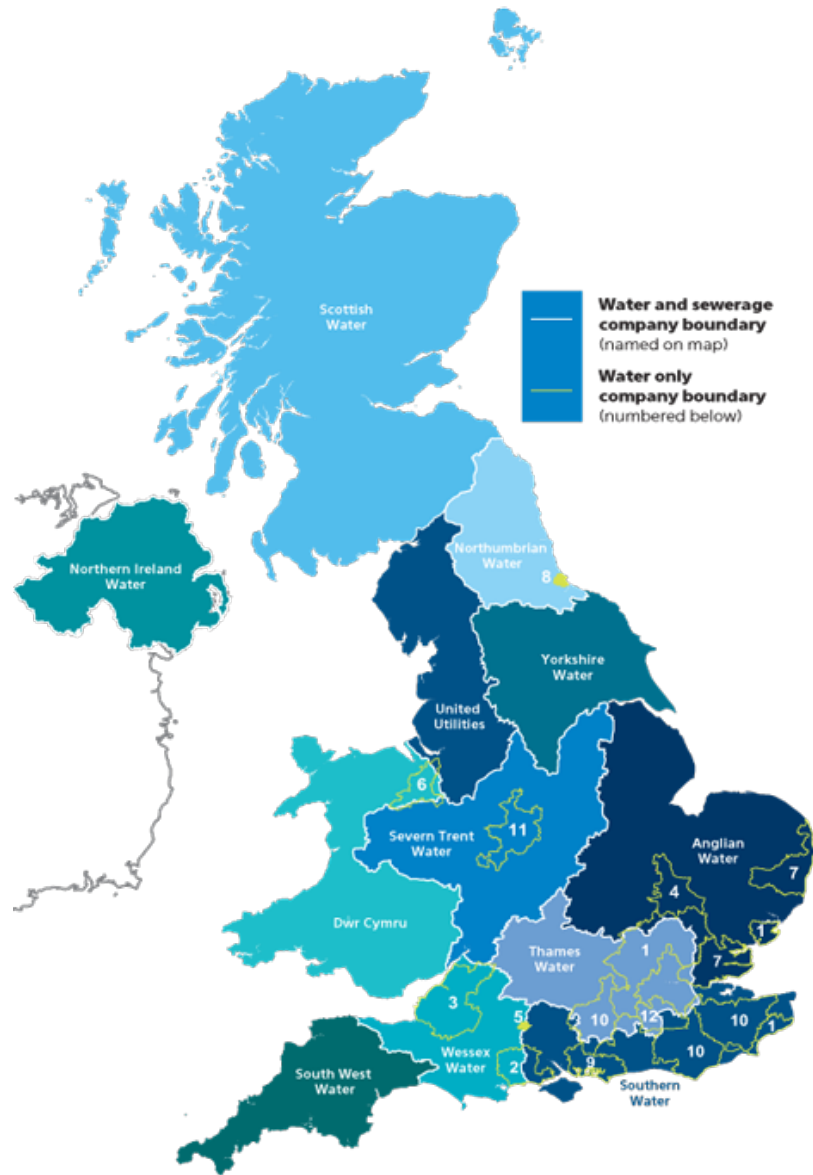 Scottish
Water
Water and sewerage
company boundary
(named on map)
Water only
company boundary
(numbered below)
Northumbrian
Water
8
Northern Ireland
Water
Yorkshire
Water
United
Utilities
6
11
Severn Trent
Water
Anglian
Water
7
4
Dŵr Cymru
1
1
Thames
Water
7
3
5
10
12
10
1
Wessex
Water
2
9
10
South West
Water
Southern
Water